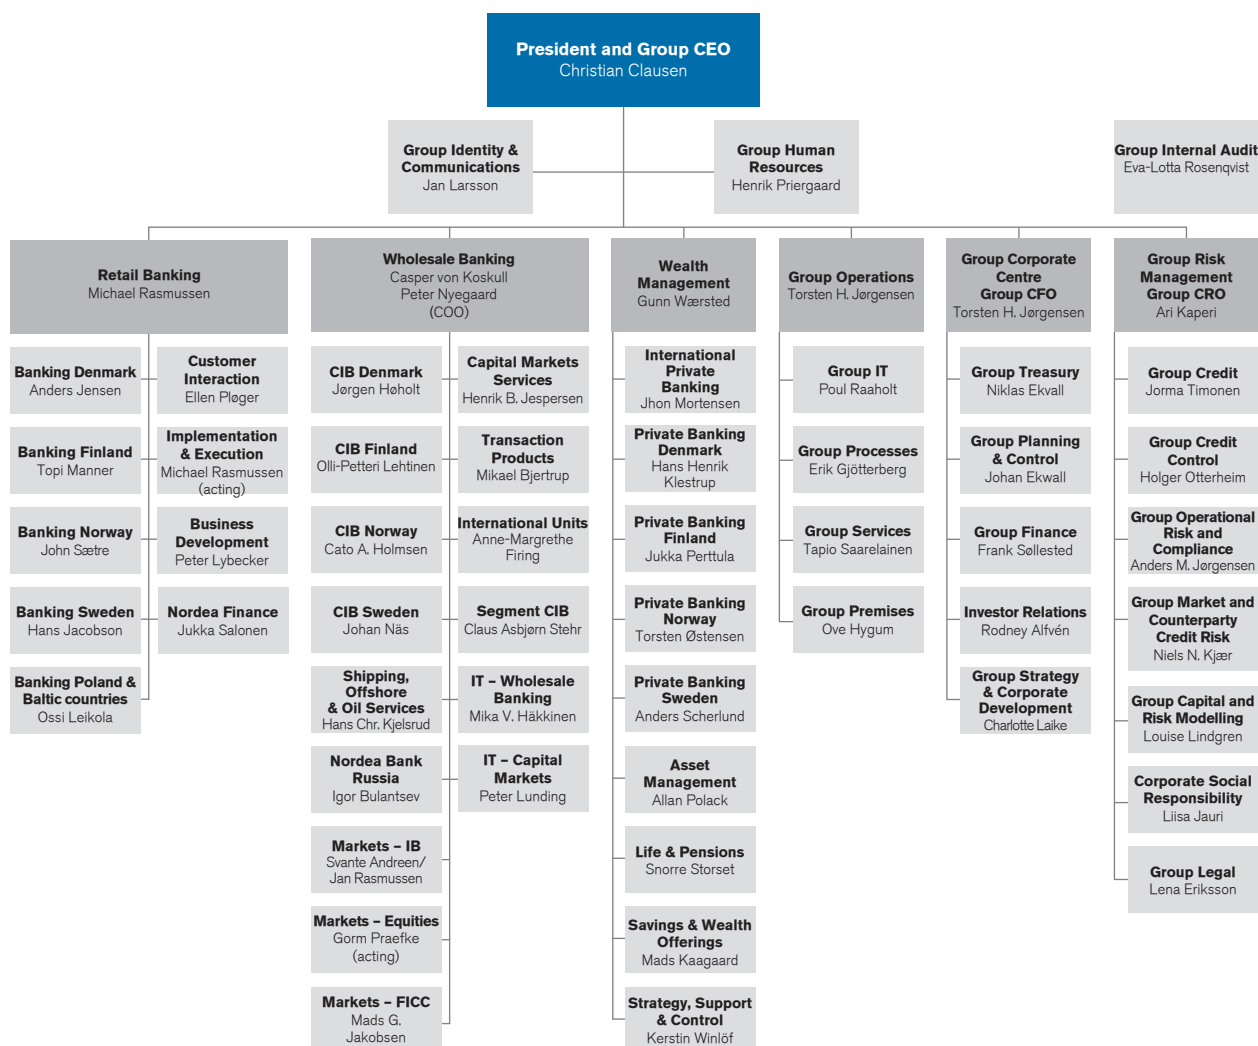 President and Group CEO
Christian Clausen
Group Identity &
Communications
Jan Larsson
Group Human
Resources
Henrik Priergaard
Group Internal Audit
Eva-Lotta Rosenqvist
Retail Banking
Michael Rasmussen
Wholesale Banking
Casper von Koskull
Peter Nyegaard
(COO)
Wealth
Management
Gunn Wærsted
Group Operations
Torsten H. Jørgensen
Group Corporate
Centre
Group CFO
Torsten H. Jørgensen
Group Risk
Management
Group CRO
Ari Kaperi
Banking Denmark
Anders Jensen
Banking Finland
Topi Manner
Banking Norway
John Sætre
Banking Sweden
Hans Jacobson
Banking Poland &
Baltic countries
Ossi Leikola
Customer
Interaction
Ellen Pløger
Implementation
& Execution
Michael Rasmussen
(acting)
Business
Development
Peter Lybecker
Nordea Finance
Jukka Salonen
CIB Denmark
Jørgen Høholt
CIB Finland
Olli-Petteri Lehtinen
CIB Norway
Cato A. Holmsen
CIB Sweden
Johan Näs
Shipping,
Offshore
& Oil Services
Hans Chr. Kjelsrud
Nordea Bank
Russia
Igor Bulantsev
Markets – IB
Svante Andreen/
Jan Rasmussen
Markets – Equities
Gorm Praefke
(acting)
Markets – FICC
Mads G.
Jakobsen
Capital Markets
Services
Henrik B. Jespersen
Transaction
Products
Mikael Bjertrup
International Units
Anne-Margrethe
Firing
Segment CIB
Claus Asbjørn Stehr
IT – Wholesale
Banking
Mika V. Häkkinen
IT – Capital
Markets
Peter Lunding
International
Private
Banking
Jhon Mortensen
Private Banking
Denmark
Hans Henrik
Klestrup
Private Banking
Finland
Jukka Perttula
Private Banking
Norway
Torsten Østensen
Private Banking
Sweden
Anders Scherlund
Asset
Management
Allan Polack
Life & Pensions
Snorre Storset
Savings & Wealth
Offerings
Mads Kaagaard
Strategy, Support
& Control
Kerstin Winlöf
Group IT
Poul Raaholt
Group Processes
Erik Gjötterberg
Group Services
Tapio Saarelainen
Group Premises
Ove Hygum
Group Treasury
Niklas Ekvall
Group Planning
& Control
Johan Ekwall
Group Finance
Frank Søllested
Investor Relations
Rodney Alfvén
Group Strategy
& Corporate
Development
Charlotte Laike
Group Credit
Jorma Timonen
Group Credit
Control
Holger Otterheim
Group Operational
Risk and
Compliance
Anders M. Jørgensen
Group Market and
Counterparty
Credit Risk
Niels N. Kjær
Group Capital and
Risk Modelling
Louise Lindgren
Corporate Social
Responsibility
Liisa Jauri
Group Legal
Lena Eriksson